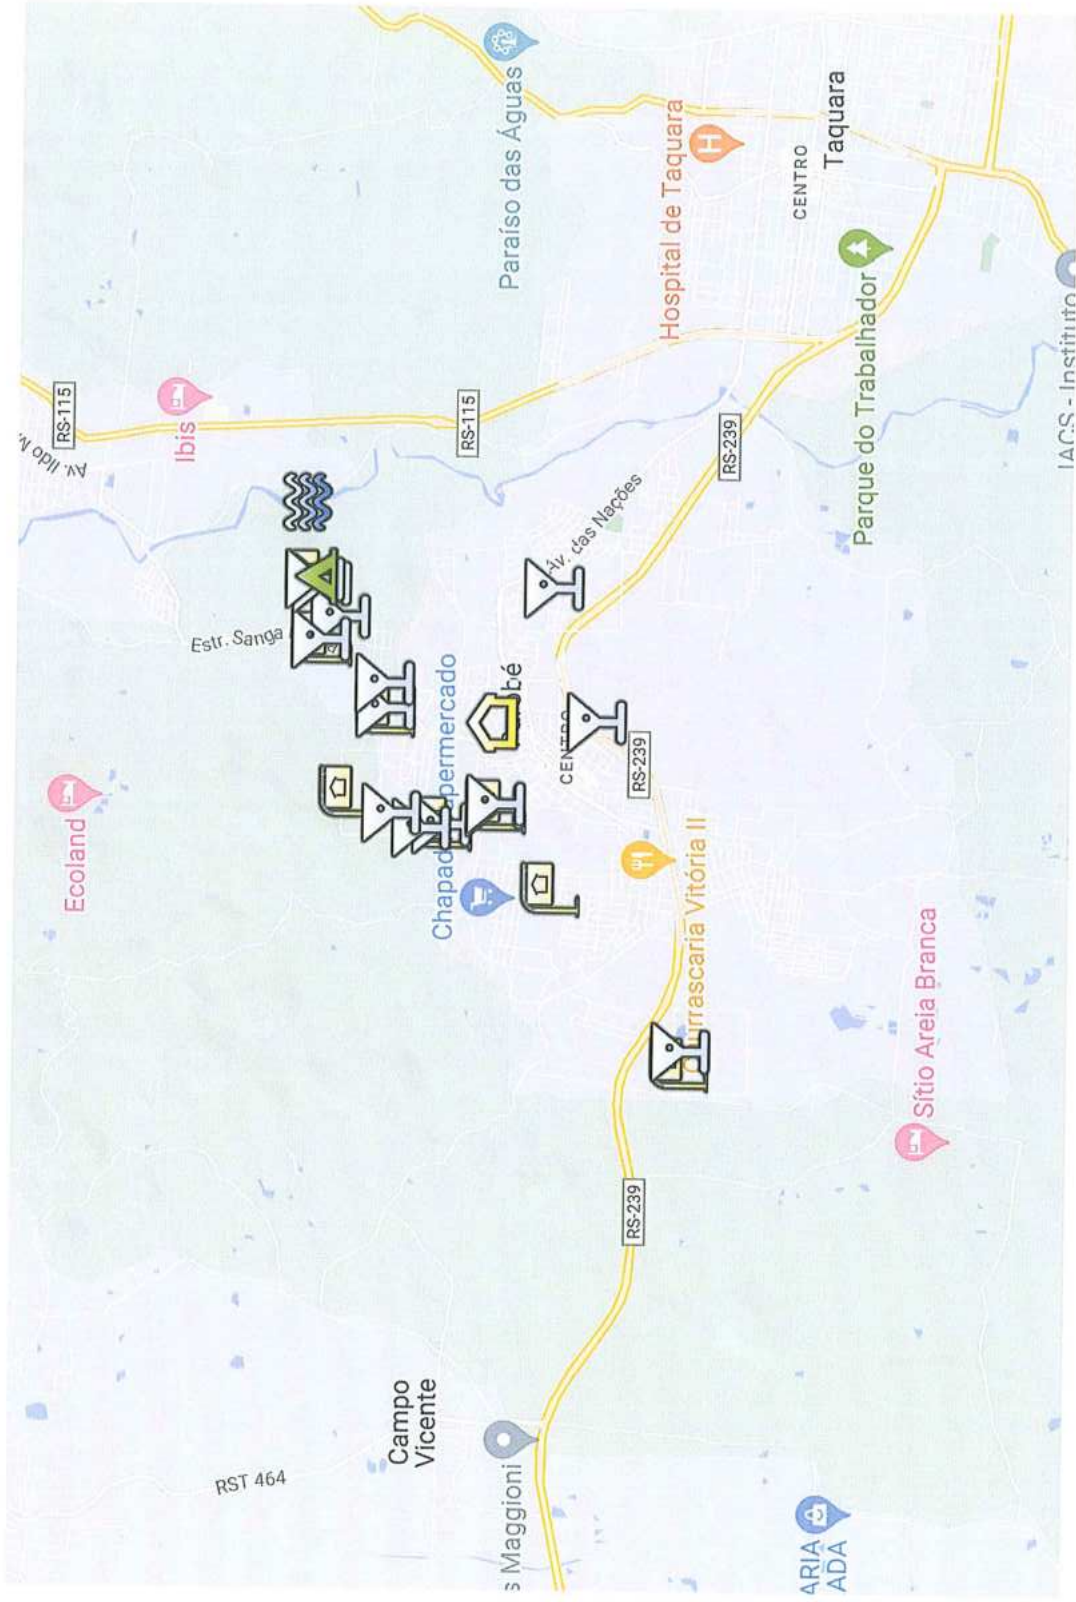 RST 464
Campo
Vicente
s Maggioni
ARIA
ADA
RS-239
Sítio Areia Branca
Ecoland
Chapad
permercado
urrascaria Vitória II
RS-239
bé
Estr. Sanga
Av. das Nações
RS-239
Av. Ildo M
Ibis
RS-115
RS-115
Parque do Trabalhador
Paraíso das Águas
Hospital de Taquara
CENTRO
Taquara
IACS - Instituto